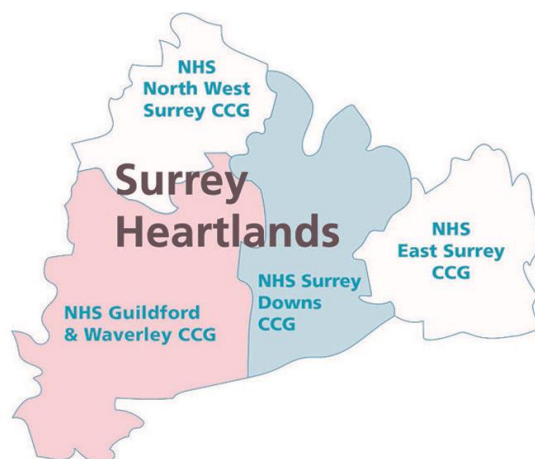 NHS
North West
Surrey CCG
Surrey
Heartlands
NHS
East Surrey
CCG
NHS Surrey
Downs
CCG
NHS Guildford
& Waverley CCG